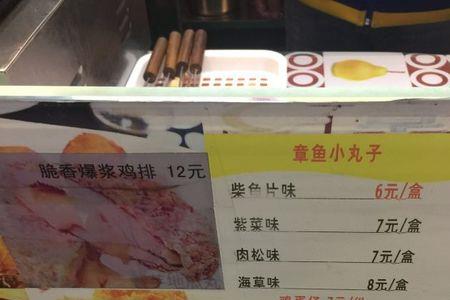 脆香爆浆鸡排 12元
章鱼小丸子
柴鱼片味 6元/盒
紫菜味 7元/盒
肉松味 7元/盒
海草味 8元/盒